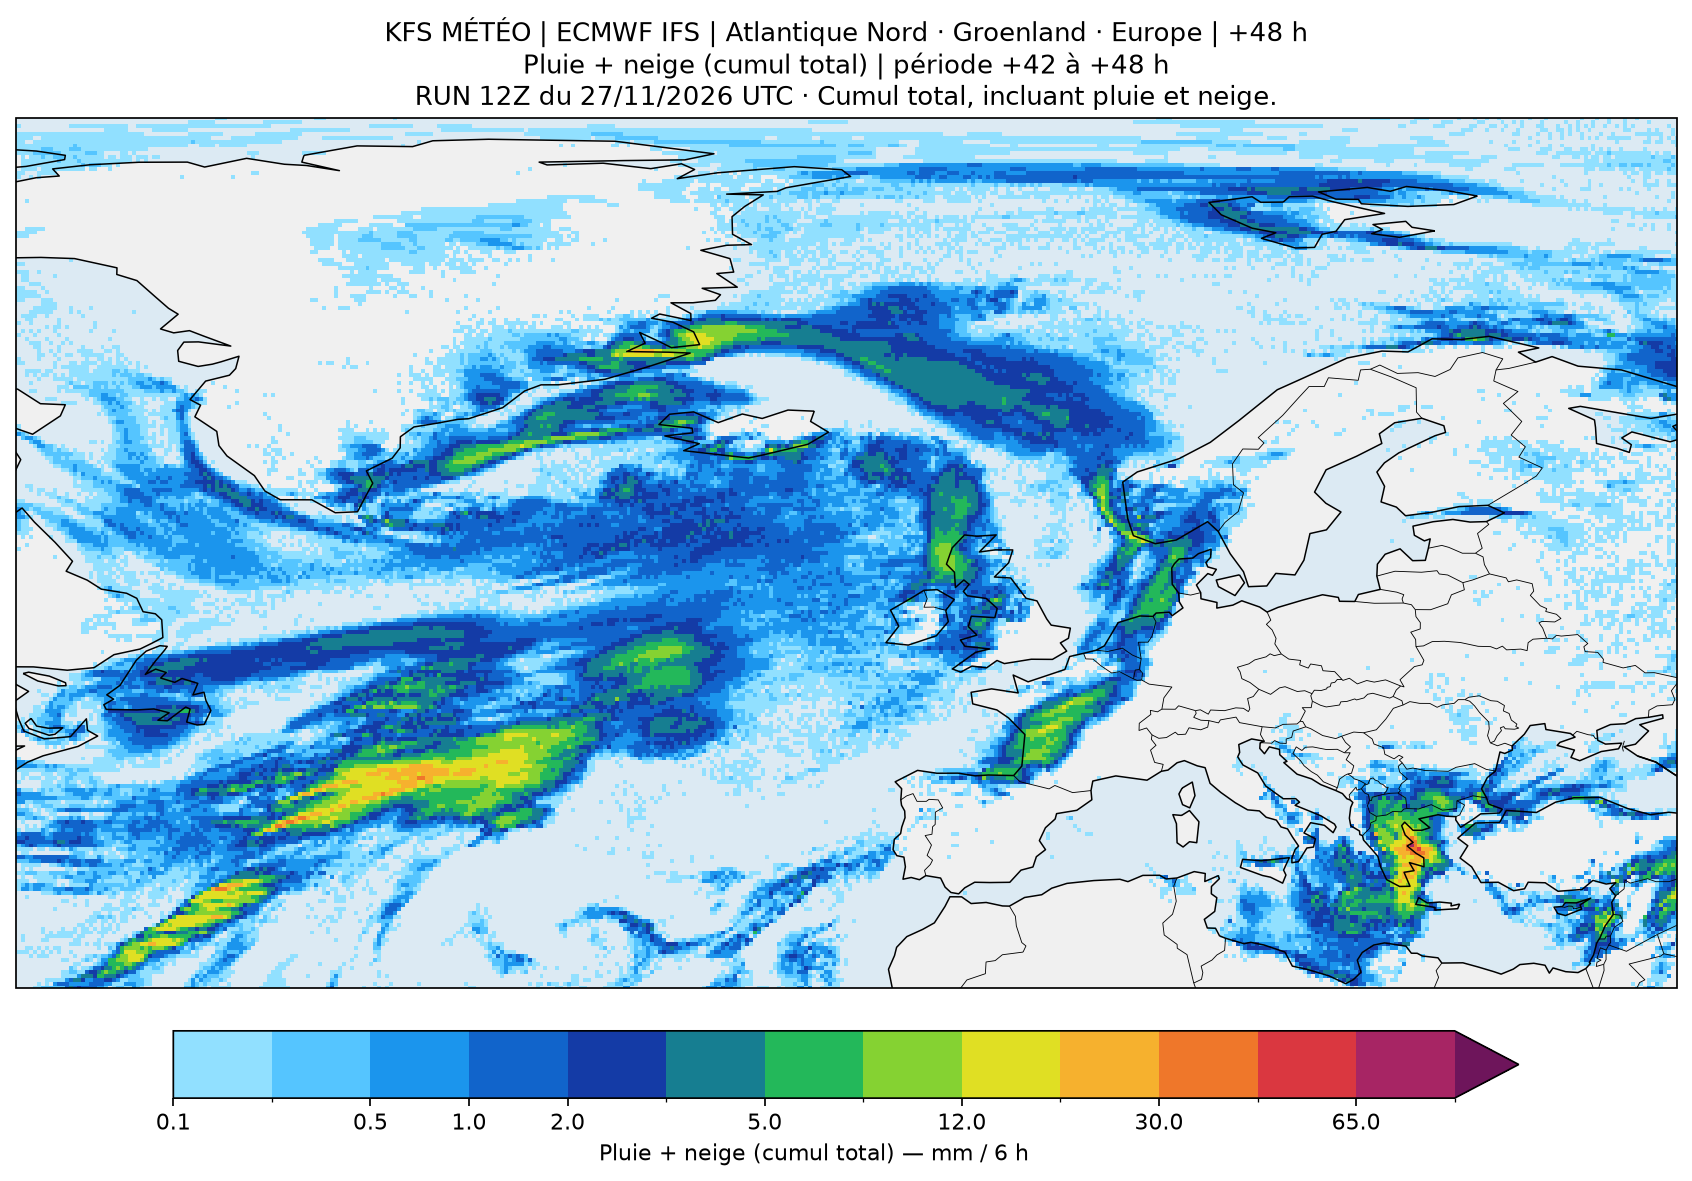 KFS MÉTÉO | ECMWF IFS | Atlantique Nord · Groenland · Europe | +48 h
Pluie + neige (cumul total) | période +42 à +48 h
RUN 12Z du 27/11/2026 UTC · Cumul total, incluant pluie et neige.
0.1 0.5 1.0 2.0 5.0 12.0 30.0 65.0
Pluie + neige (cumul total) — mm / 6 h